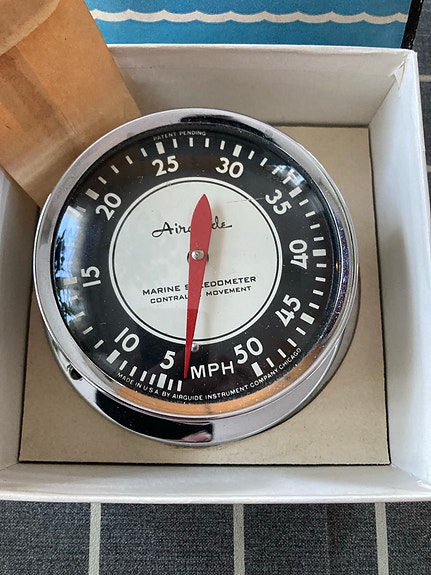 PATENT PENDING
25 30
20 35
15 40
10 45
5 MPH 50
Airguide
MARINE SPEEDOMETER
CONTRALOG MOVEMENT
MADE IN U.S.A. BY AIRGUIDE INSTRUMENT COMPANY CHICAGO